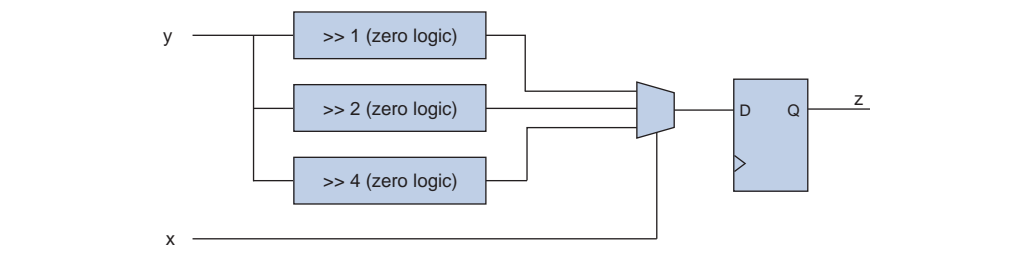 y
>> 1 (zero logic)
>> 2 (zero logic)
z
D Q
>> 4 (zero logic)
x